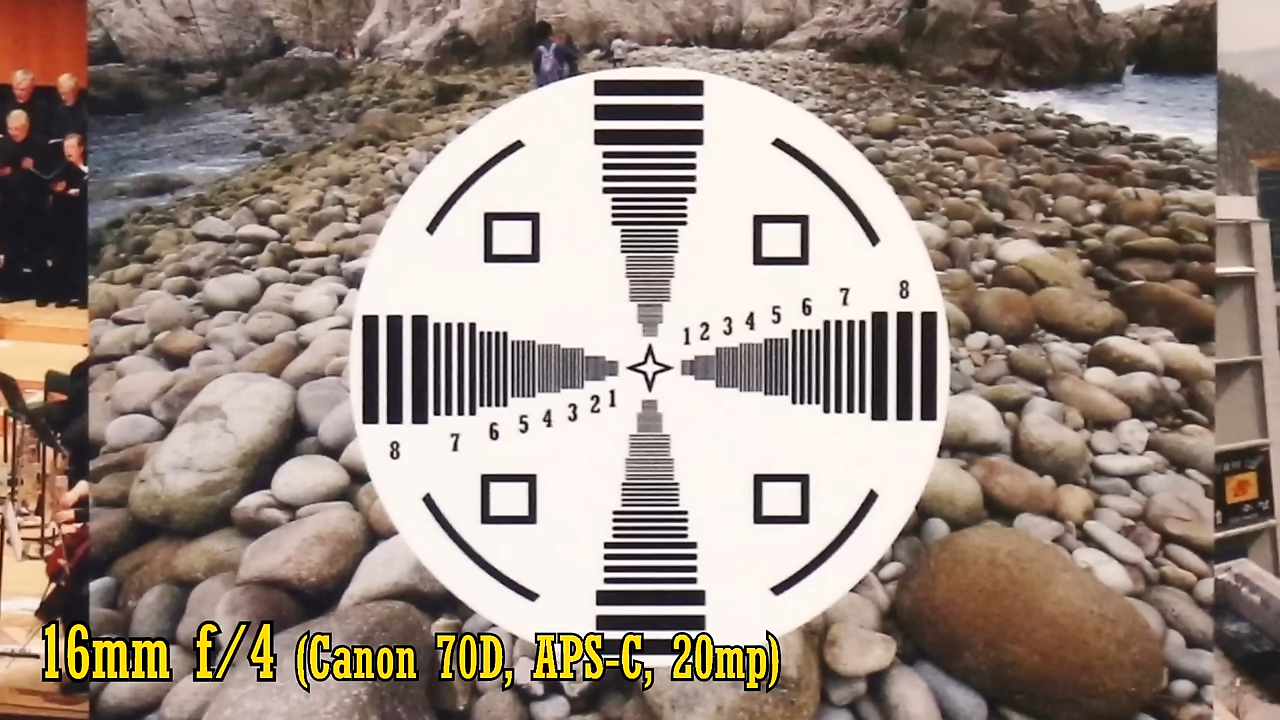 8
7
1 2 3 4 5 6
8 7 6 5 4 3 2 1
16mm f/4 (Canon 70D, APS-C, 20mp)